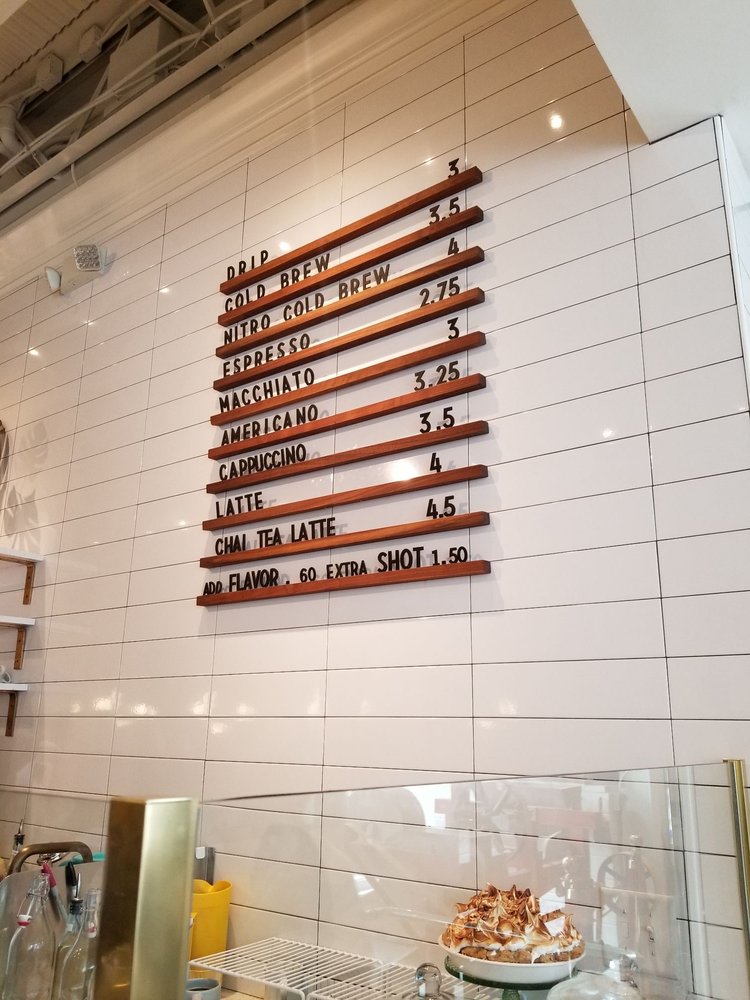 DRIP 3
COLD BREW 3.5
NITRO COLD BREW 4
ESPRESSO 2.75
MACCHIATO 3
AMERICANO 3.25
CAPPUCCINO 3.5
LATTE 4
CHAI TEA LATTE 4.5
ADD FLAVOR .60 EXTRA SHOT 1.50